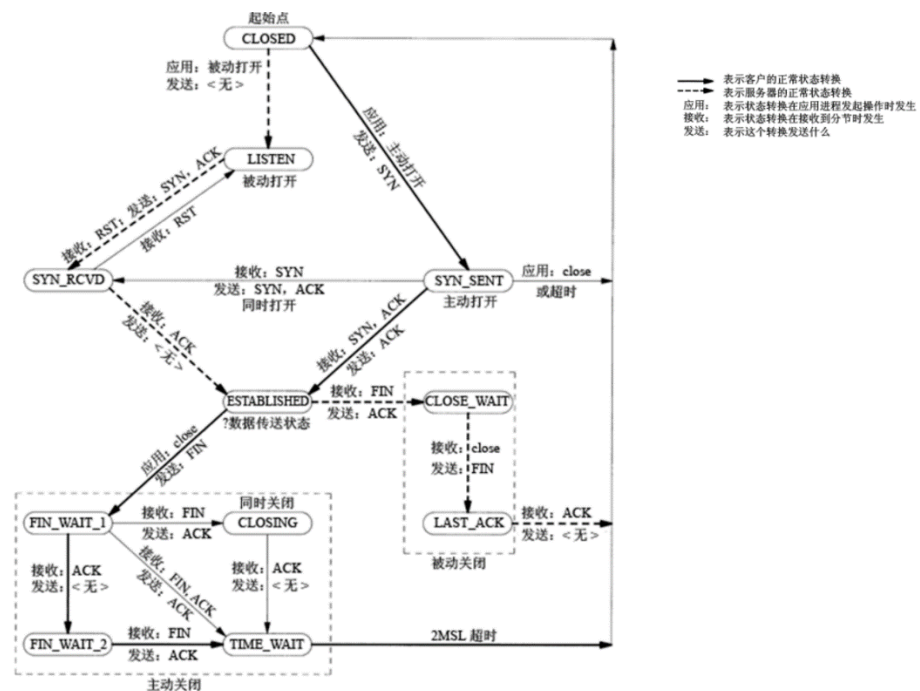 起始点
CLOSED
应用：被动打开
发送：< 无 >
应用：主动打开
发送：SYN
LISTEN
被动打开
接收：RST；发送：SYN，ACK
接收：RST
SYN_RCVD
接收：SYN
发送：SYN，ACK
同时打开
SYN_SENT
主动打开
应用：close
或超时
接收：ACK
发送：< 无 >
接收：SYN，ACK
发送：ACK
ESTABLISHED
?数据传送状态
接收：FIN
发送：ACK
CLOSE_WAIT
接收：close
发送：FIN
LAST_ACK
接收：ACK
发送：< 无 >
被动关闭
应用：close
发送：FIN
同时关闭
FIN_WAIT_1
接收：FIN
发送：ACK
CLOSING
接收：ACK
发送：< 无 >
接收：FIN, ACK
发送：ACK
接收：ACK
发送：< 无 >
FIN_WAIT_2
接收：FIN
发送：ACK
TIME_WAIT
2MSL 超时
主动关闭
表示客户的正常状态转换
表示服务器的正常状态转换
应用： 表示状态转换在应用进程发起操作时发生
接收： 表示状态转换在接收到分节时发生
发送： 表示这个转换发送什么